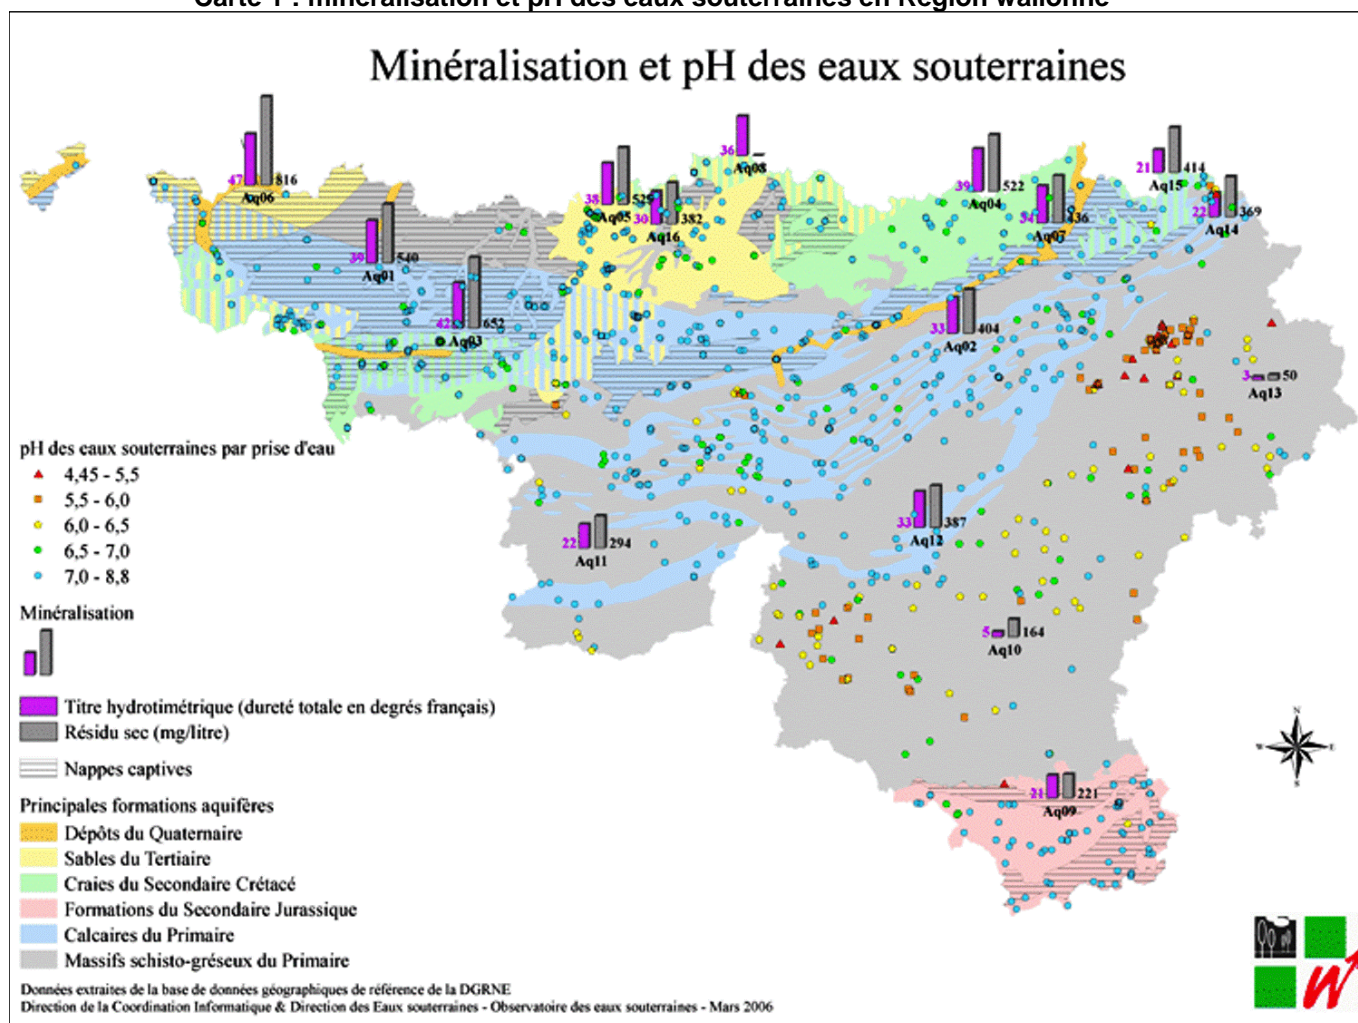 Carte 1 : minéralisation et pH des eaux souterraines en Région wallonne
Minéralisation et pH des eaux souterraines
47 816
Aq06
36
Aq08
38 529
Aq05
30 382
Aq16
39 522
Aq04
21 414
Aq15
34 436
Aq07
22 369
Aq14
39 540
Aq01
42 652
Aq03
33 404
Aq02
3 50
Aq13
33 387
Aq12
22 294
Aq11
5 164
Aq10
21 221
Aq09
pH des eaux souterraines par prise d'eau
4,45 - 5,5
5,5 - 6,0
6,0 - 6,5
6,5 - 7,0
7,0 - 8,8
Minéralisation
Titre hydrotimétrique (dureté totale en degrés français)
Résidu sec (mg/litre)
Nappes captives
Principales formations aquifères
Dépôts du Quaternaire
Sables du Tertiaire
Craies du Secondaire Crétacé
Formations du Secondaire Jurassique
Calcaires du Primaire
Massifs schisto-gréseux du Primaire
Données extraites de la base de données géographiques de référence de la DGRNE
Direction de la Coordination Informatique & Direction des Eaux souterraines - Observatoire des eaux souterraines - Mars 2006
N
W E
S
W